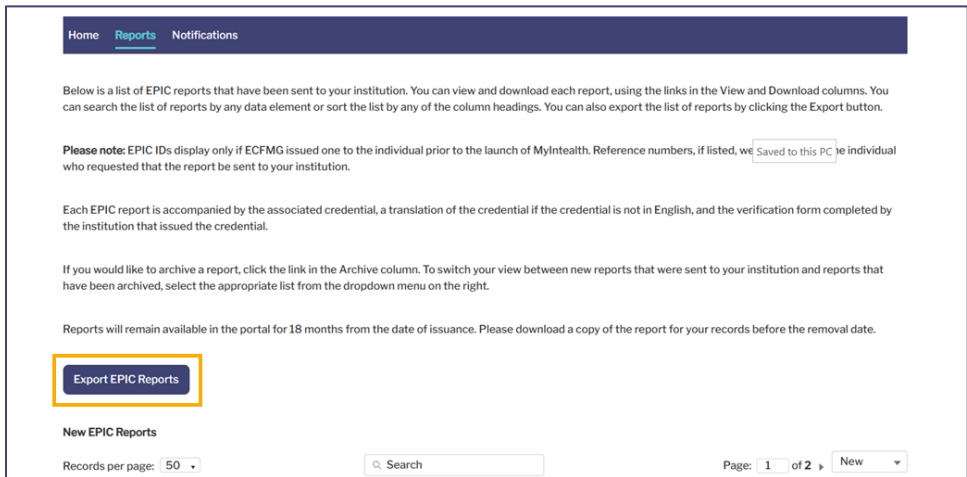 Home Reports Notifications
Below is a list of EPIC reports that have been sent to your institution. You can view and download each report, using the links in the View and Download columns. You
can search the list of reports by any data element or sort the list by any of the column headings. You can also export the list of reports by clicking the Export button.
Please note: EPIC IDs display only if ECFMG issued one to the individual prior to the launch of MyIntealth. Reference numbers, if listed, we Saved to this PC individual
who requested that the report be sent to your institution.
Each EPIC report is accompanied by the associated credential, a translation of the credential if the credential is not in English, and the verification form completed by
the institution that issued the credential.
If you would like to archive a report, click the link in the Archive column. To switch your view between new reports that were sent to your institution and reports that
have been archived, select the appropriate list from the dropdown menu on the right.
Reports will remain available in the portal for 18 months from the date of issuance. Please download a copy of the report for your records before the removal date.
Export EPIC Reports
New EPIC Reports
Records per page: 50 Search Page: 1 of 2 New